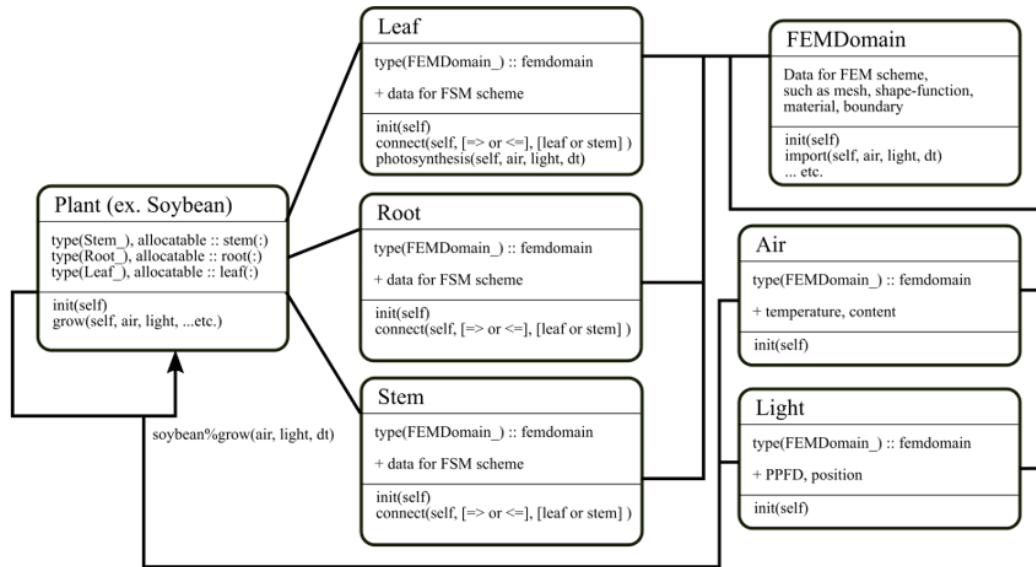 Leaf
type(FEMDomain_) :: femdomain
+ data for FSM scheme
init(self)
connect(self, [=> or <=], [leaf or stem] )
photosynthesis(self, air, light, dt)
FEMDomain
Data for FEM scheme,
such as mesh, shape-function,
material, boundary
init(self)
import(self, air, light, dt)
... etc.
Plant (ex. Soybean)
type(Stem_), allocatable :: stem(:)
type(Root_), allocatable :: root(:)
type(Leaf_), allocatable :: leaf(:)
init(self)
grow(self, air, light, ...etc.)
soybean%grow(air, light, dt)
Root
type(FEMDomain_) :: femdomain
+ data for FSM scheme
init(self)
connect(self, [=> or <=], [leaf or stem] )
Stem
type(FEMDomain_) :: femdomain
+ data for FSM scheme
init(self)
connect(self, [=> or <=], [leaf or stem] )
Air
type(FEMDomain_) :: femdomain
+ temperature, content
init(self)
Light
type(FEMDomain_) :: femdomain
+ PPFD, position
init(self)